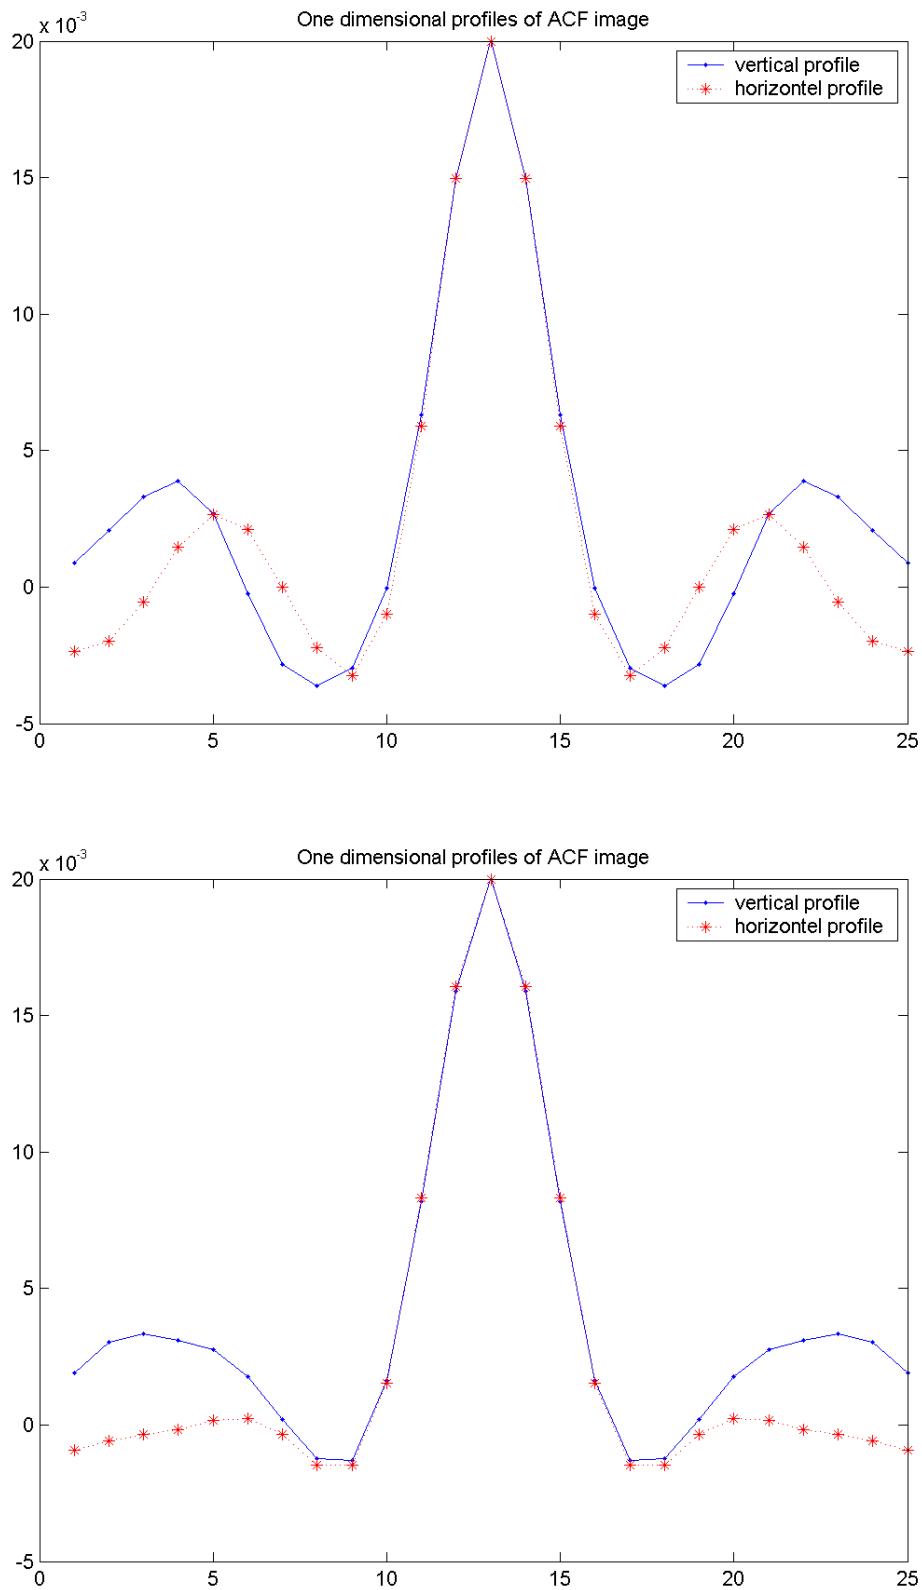 One dimensional profiles of ACF image
x 10-3
vertical profile
horizontel profile
20
15
10
5
0
-5
0 5 10 15 20 25
One dimensional profiles of ACF image
x 10-3
vertical profile
horizontel profile
20
15
10
5
0
-5
0 5 10 15 20 25